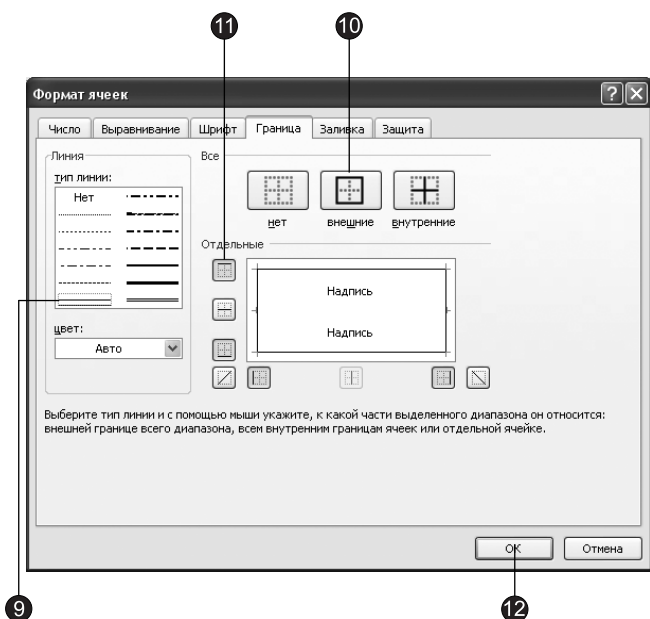 11 10
Формат ячеек
Число Выравнивание Шрифт Граница Заливка Защита
Линия Все
тип линии:
Нет
нет внешние внутренние
Отдельные
Надпись
Надпись
цвет:
Авто
Выберите тип линии и с помощью мыши укажите, к какой части выделенного диапазона он относится:
внешней границе всего диапазона, всем внутренним границам ячеек или отдельной ячейке.
ОК Отмена
9 12